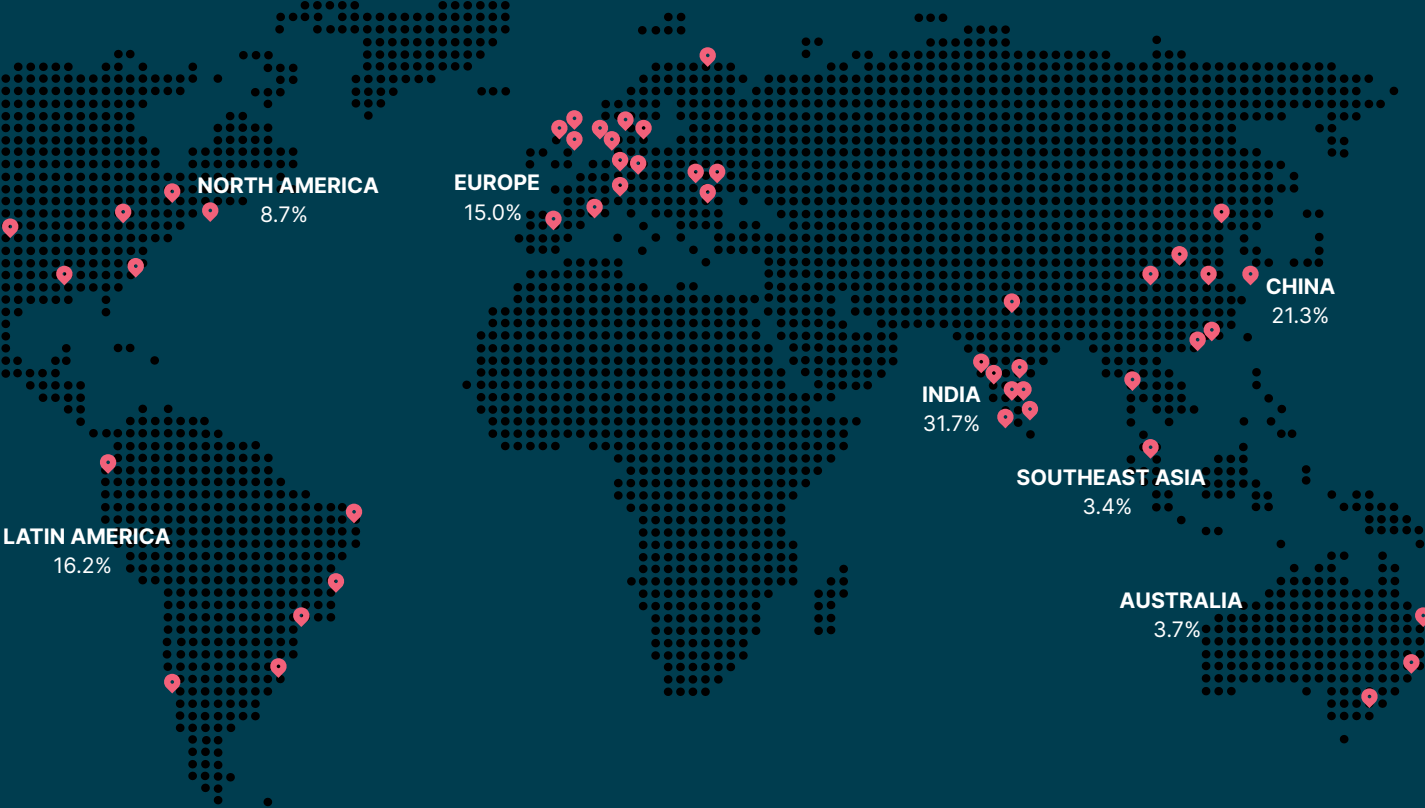 NORTH AMERICA
8.7%
EUROPE
15.0%
CHINA
21.3%
INDIA
31.7%
SOUTHEAST ASIA
3.4%
LATIN AMERICA
16.2%
AUSTRALIA
3.7%